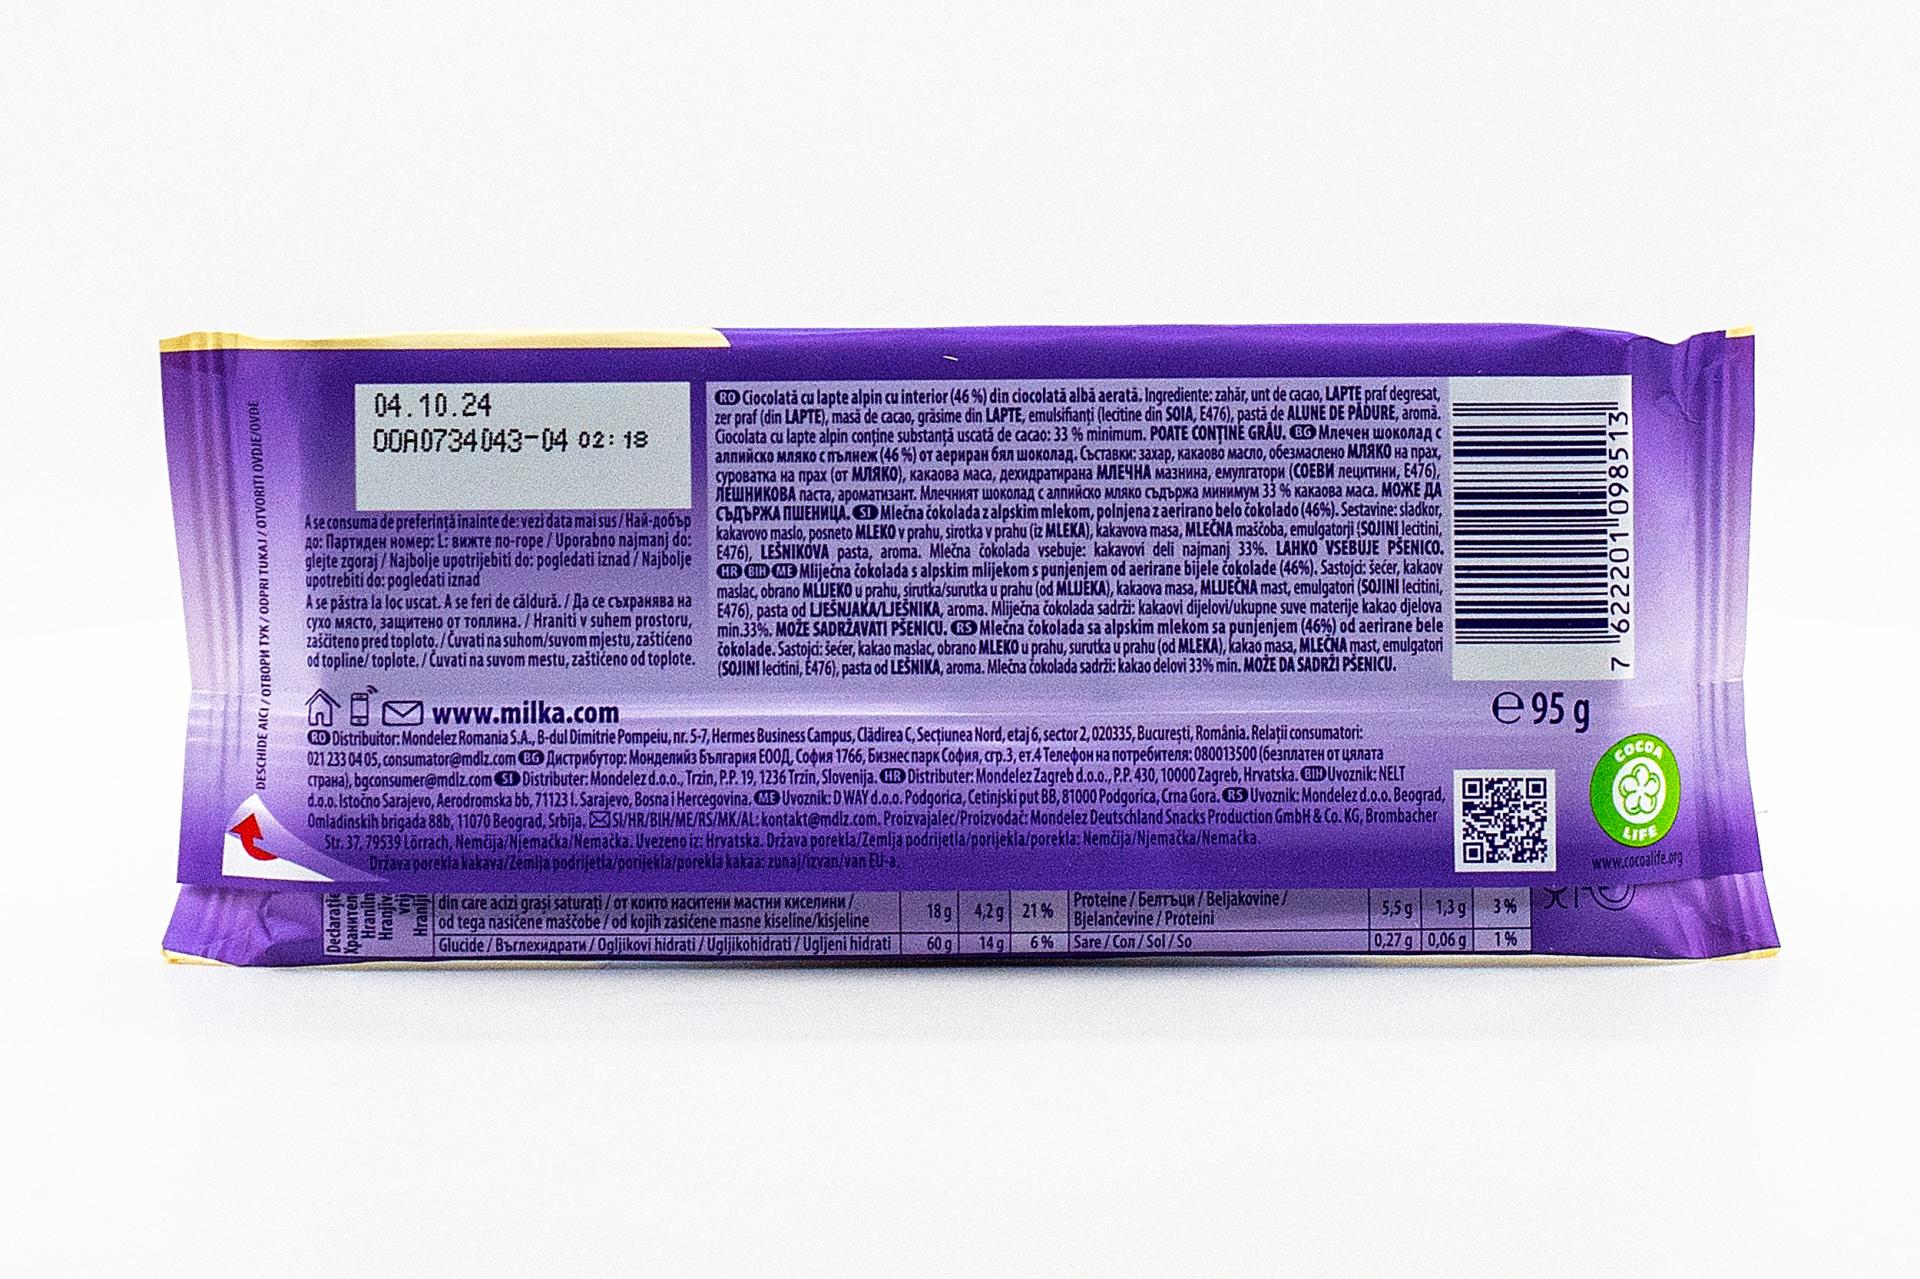 04.10.24
OOA0734043-04 02:18
A se consuma de preferință înainte de: vezi data mai sus / Най-добър
до: Партиден номер: L: вижте по-горе / Uporabno najmanj do:
glejte zgoraj / Najbolje upotrijebiti do: pogledati iznad / Najbolje
upotrebiti do: pogledati iznad
A se păstra la loc uscat. A se feri de căldură. / Да се съхранява на
сухо място, защитено от топлина. / Hraniti v suhem prostoru,
zaščiteno pred toploto. / Čuvati na suhom/suvom mjestu, zaštićeno
od topline/ toplote. / Čuvati na suvom mestu, zaštićeno od toplote.
RO Ciocolată cu lapte alpin cu interior (46 %) din ciocolată albă aerată. Ingrediente: zahăr, unt de cacao, LAPTE praf degresat,
zer praf (din LAPTE), masă de cacao, grăsime din LAPTE, emulsifianți (lecitine din SOIA, E476), pastă de ALUNE DE PĂDURE, aromă.
Ciocolata cu lapte alpin conține substanță uscată de cacao: 33 % minimum. POATE CONȚINE GRÂU. BG Млечен шоколад с
алпийско мляко с пълнеж (46 %) от аериран бял шоколад. Съставки: захар, какаово масло, обезмаслено МЛЯКО на прах,
суроватка на прах (от МЛЯКО), какаова маса, дехидратирана МЛЕЧНА мазнина, емулгатори (СОЕВИ лецитини, E476),
ЛЕШНИКОВА паста, ароматизант. Млечният шоколад с алпийско мляко съдържа минимум 33 % какаова маса. МОЖЕ ДА
СЪДЪРЖА ПШЕНИЦА. SI Mlečna čokolada z alpskim mlekom, polnjena z aerirano belo čokolado (46%). Sestavine: sladkor,
kakavovo maslo, posneto MLEKO v prahu, sirotka v prahu (iz MLEKA), kakavova masa, MLEČNA maščoba, emulgatorji (SOJINI lecitini,
E476), LEŠNIKOVA pasta, aroma. Mlečna čokolada vsebuje: kakavovi deli najmanj 33%. LAHKO VSEBUJE PŠENICO.
HR BIH ME Mliječna čokolada s alpskim mlijekom s punjenjem od aerirane bijele čokolade (46%). Sastojci: šećer, kakaov
maslac, obrano MLIJEKO u prahu, sirutka/surutka u prahu (od MLIJEKA), kakaova masa, MLIJEČNA mast, emulgatori (SOJINI lecitini,
E476), pasta od LJEŠNJAKA/LJEŠNIKA, aroma. Mliječna čokolada sadrži: kakaovi dijelovi/ukupne suve materije kakao djelova
min.33%. MOŽE SADRŽAVATI PŠENICU. RS Mlečna čokolada sa alpskim mlekom sa punjenjem (46%) od aerirane bele
čokolade. Sastojci: šećer, kakao maslac, obrano MLEKO u prahu, surutka u prahu (od MLEKA), kakao masa, MLEČNA mast, emulgatori
(SOJINI lecitini, E476), pasta od LEŠNIKA, aroma. Mlečna čokolada sadrži: kakao delovi 33% min. MOŽE DA SADRŽI PŠENICU.
7 622201 098513
℮ 95 g
DESCHIDE AICI / ОТВОРИ ТУК / ODPRI TUKAJ / OTVORITI OVDJE/OVDE
www.milka.com
RO Distribuitor: Mondelez Romania S.A., B-dul Dimitrie Pompeiu, nr. 5-7, Hermes Business Campus, Clădirea C, Secțiunea Nord, etaj 6, sector 2, 020335, București, România. Relații consumatori:
021 233 04 05, consumator@mdlz.com BG Дистрибутор: Монделийз България ЕООД, София 1766, Бизнес парк София, стр.3, ет.4 Телефон на потребителя: 080013500 (безплатен от цялата
страна), bgconsumer@mdlz.com SI Distributer: Mondelez d.o.o., Trzin, P.P. 19, 1236 Trzin, Slovenija. HR Distributer: Mondelez Zagreb d.o.o., P.P. 430, 10000 Zagreb, Hrvatska. BIH Uvoznik: NELT
d.o.o. Istočno Sarajevo, Aerodromska bb, 71123 I. Sarajevo, Bosna i Hercegovina. ME Uvoznik: D WAY d.o.o. Podgorica, Cetinjski put BB, 81000 Podgorica, Crna Gora. RS Uvoznik: Mondelez d.o.o. Beograd,
Omladinskih brigada 88b, 11070 Beograd, Srbija. SI/HR/BIH/ME/RS/MK/AL: kontakt@mdlz.com. Proizvajalec/Proizvođač: Mondelez Deutschland Snacks Production GmbH & Co. KG, Brombacher
Str. 37, 79539 Lörrach, Nemčija/Njemačka/Nemačka. Uvezeno iz: Hrvatska. Država porekla/Zemlja podrijetla/porijekla/porekla: Nemčija/Njemačka/Nemačka.
Država porekla kakava/Zemlja podrijetla/porijekla/porekla kakaa: zunaj/izvan/van EU-a.
COCOA
LIFE
www.cocoalife.org
din care acizi grași saturați / от които наситени мастни киселини /
od tega nasičene maščobe / od kojih zasićene masne kiseline/kisjeline
18 g 4,2 g 21 %
Proteine / Белтъци / Beljakovine /
Bjelančevine / Proteini
5,5 g 1,3 g 3 %
Glucide / Въглехидрати / Ogljikovi hidrati / Ugljikohidrati / Ugljeni hidrati 60 g 14 g 6 %
Sare / Сол / Sol / So 0,27 g 0,06 g 1 %